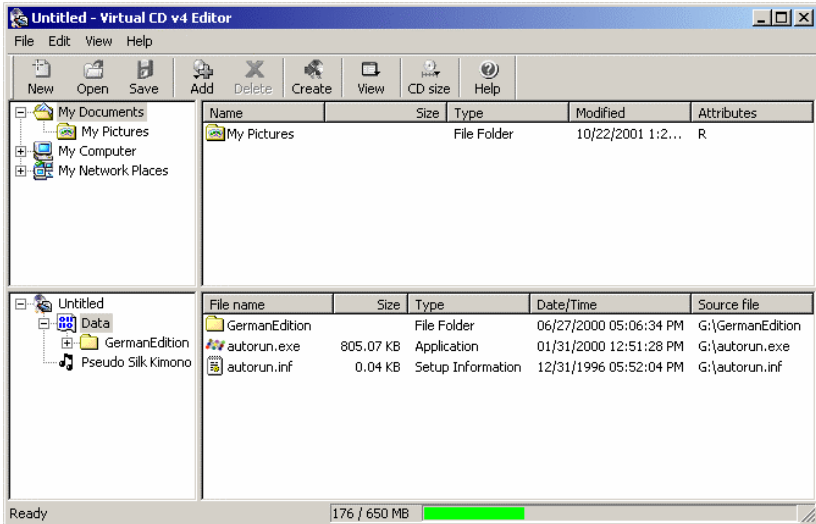 Untitled - Virtual CD v4 Editor
File Edit View Help
New Open Save Add Delete Create View CD size Help
My Documents
My Pictures
My Computer
My Network Places
Name Size Type Modified Attributes
My Pictures File Folder 10/22/2001 1:2... R
Untitled
Data
GermanEdition
Pseudo Silk Kimono
File name Size Type Date/Time Source file
GermanEdition File Folder 06/27/2000 05:06:34 PM G:\GermanEdition
autorun.exe 805.07 KB Application 01/31/2000 12:51:28 PM G:\autorun.exe
autorun.inf 0.04 KB Setup Information 12/31/1996 05:52:04 PM G:\autorun.inf
Ready 176 / 650 MB